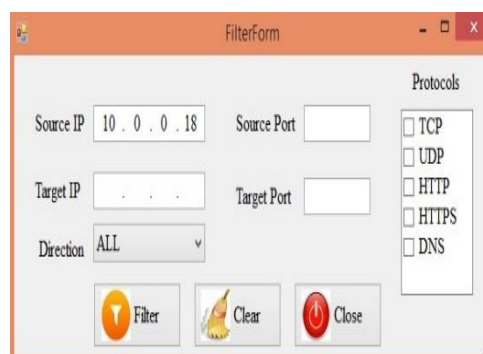 FilterForm
Protocols
Source IP 10 . 0 . 0 . 18 Source Port
TCP
UDP
Target IP . . . Target Port
HTTP
HTTPS
Direction ALL
DNS
Filter Clear Close